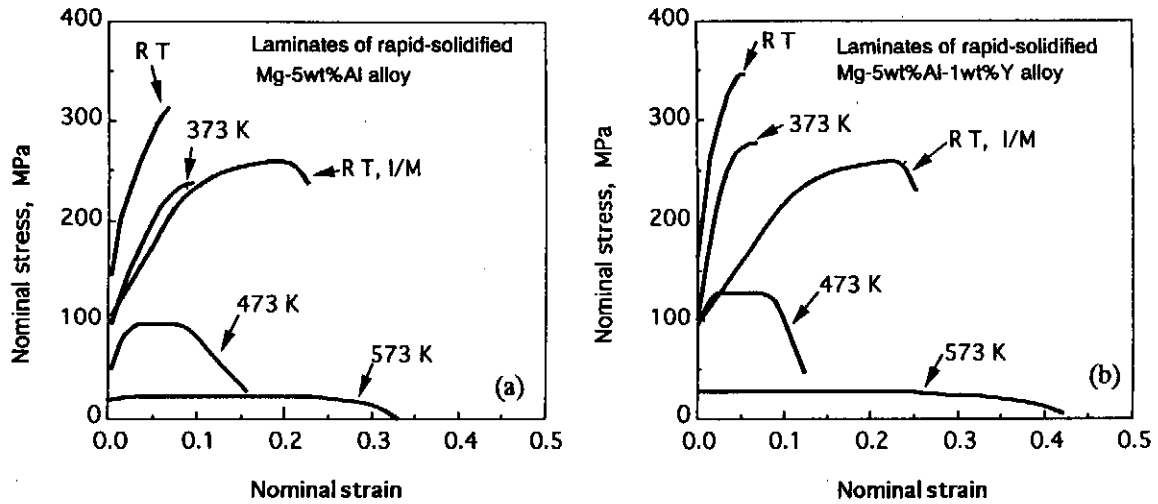 400
300
200
100
0
Nominal stress, MPa
Laminates of rapid-solidified
Mg-5wt%Al alloy
R T
373 K
R T, I/M
473 K
573 K
(a)
0.0 0.1 0.2 0.3 0.4 0.5
Nominal strain
400
300
200
100
0
Nominal stress, MPa
Laminates of rapid-solidified
Mg-5wt%Al-1wt%Y alloy
R T
373 K
R T, I/M
473 K
573 K
(b)
0.0 0.1 0.2 0.3 0.4 0.5
Nominal strain